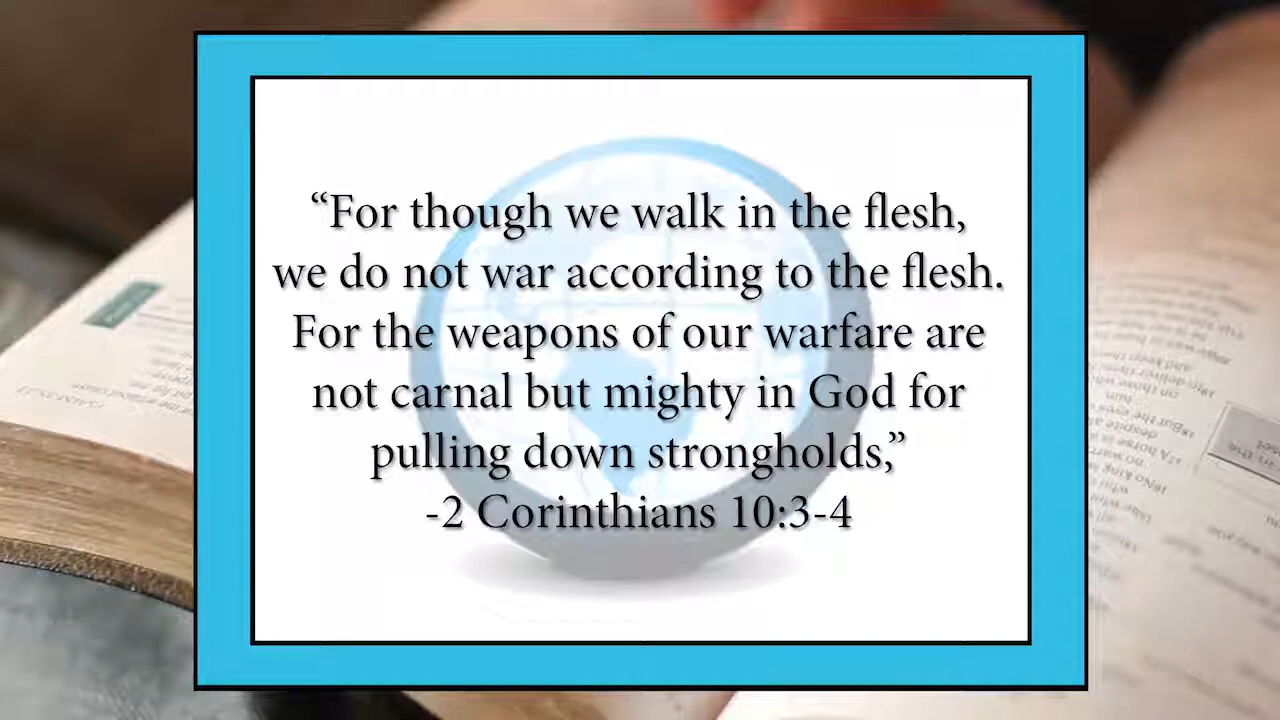 “For though we walk in the flesh,
we do not war according to the flesh.
For the weapons of our warfare are
not carnal but mighty in God for
pulling down strongholds,”
-2 Corinthians 10:3-4